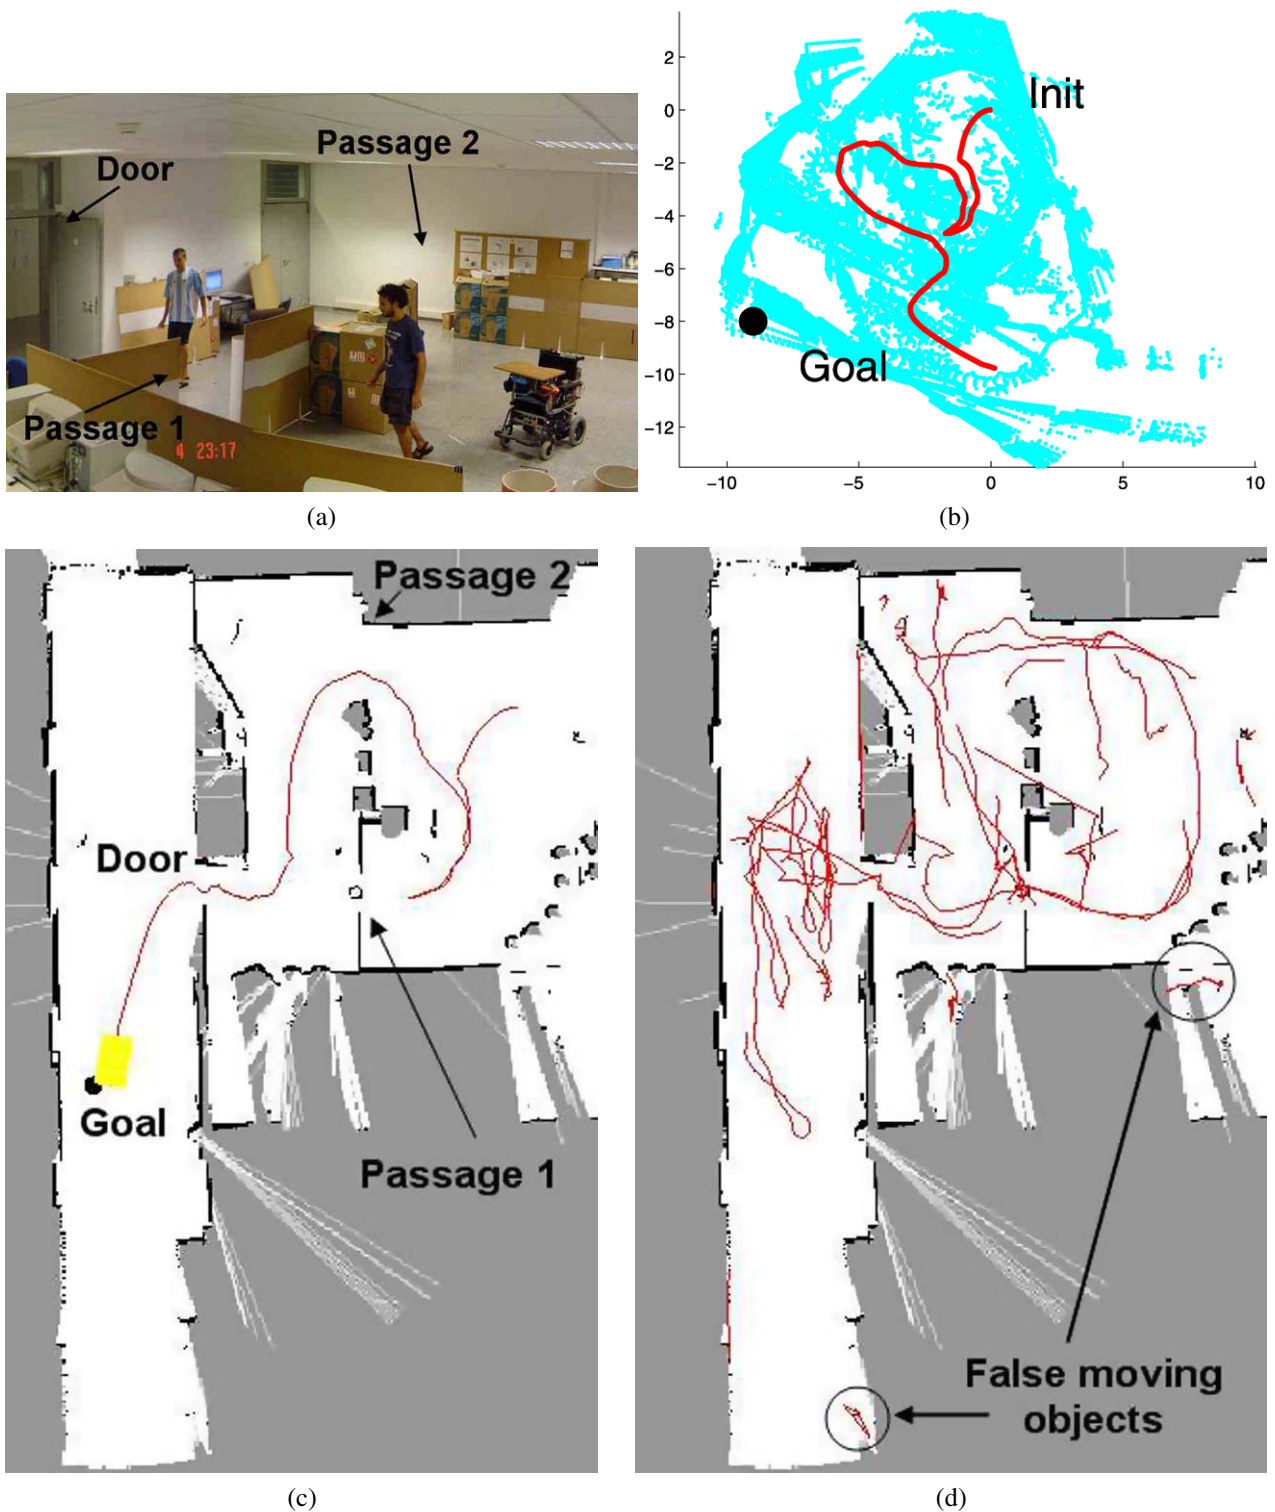 Door
Passage 2
Passage 1
4 23:17
(a)
2
0
−2
−4
−6
−8
−10
−12
−10
−5
0
5
10
Init
Goal
(b)
Passage 2
Door
Goal
Passage 1
(c)
False moving
objects
(d)